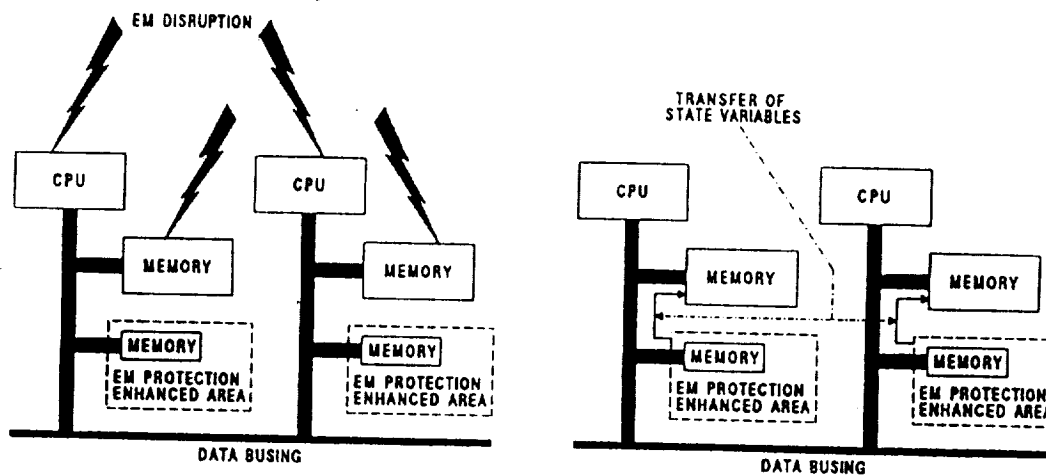 EM DISRUPTION
CPU
CPU
MEMORY
MEMORY
MEMORY
EM PROTECTION
ENHANCED AREA
MEMORY
EM PROTECTION
ENHANCED AREA
DATA BUSING
TRANSFER OF
STATE VARIABLES
CPU
CPU
MEMORY
MEMORY
MEMORY
EM PROTECTION
ENHANCED AREA
MEMORY
EM PROTECTION
ENHANCED AREA
DATA BUSING